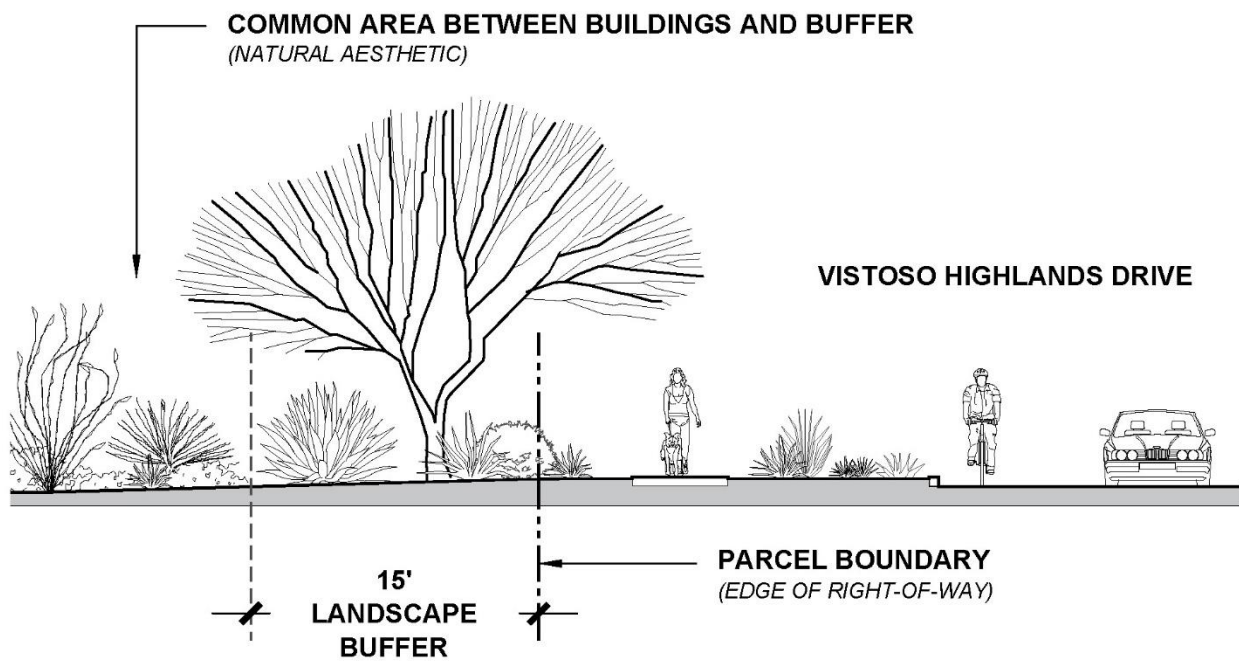 COMMON AREA BETWEEN BUILDINGS AND BUFFER
(NATURAL AESTHETIC)
VISTOSO HIGHLANDS DRIVE
PARCEL BOUNDARY
(EDGE OF RIGHT-OF-WAY)
15'
LANDSCAPE
BUFFER